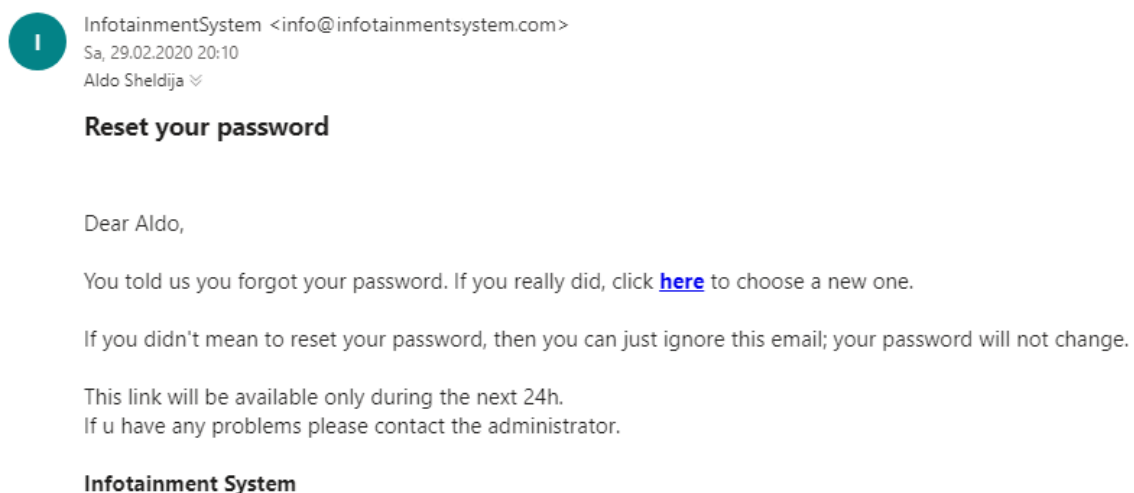 I
InfotainmentSystem <info@infotainmentsystem.com>
Sa, 29.02.2020 20:10
Aldo Sheldija
Reset your password
Dear Aldo,
You told us you forgot your password. If you really did, click here to choose a new one.
If you didn't mean to reset your password, then you can just ignore this email; your password will not change.
This link will be available only during the next 24h.
If u have any problems please contact the administrator.
Infotainment System